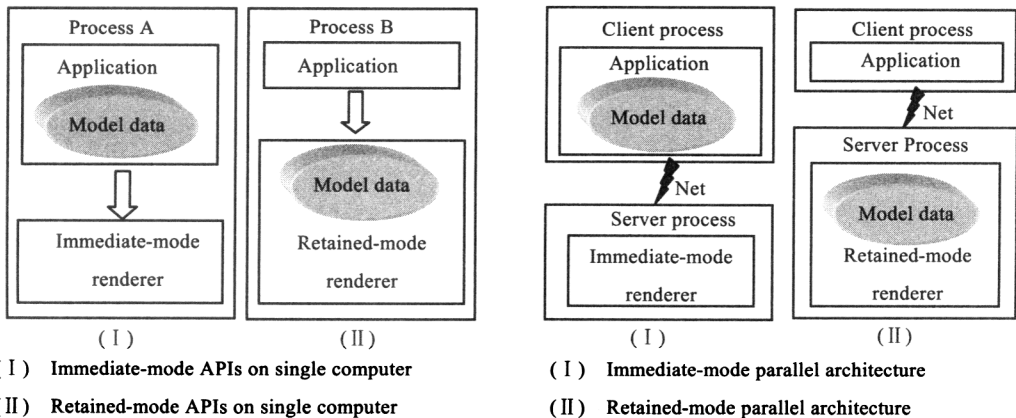 Process A
Application
Model data
Immediate-mode
renderer
(Ⅰ)
Process B
Application
Model data
Retained-mode
renderer
(Ⅱ)
(Ⅰ) Immediate-mode APIs on single computer
(Ⅱ) Retained-mode APIs on single computer
Client process
Application
Model data
Net
Server process
Immediate-mode
renderer
(Ⅰ)
Client process
Application
Net
Server Process
Model data
Retained-mode
renderer
(Ⅱ)
(Ⅰ) Immediate-mode parallel architecture
(Ⅱ) Retained-mode parallel architecture